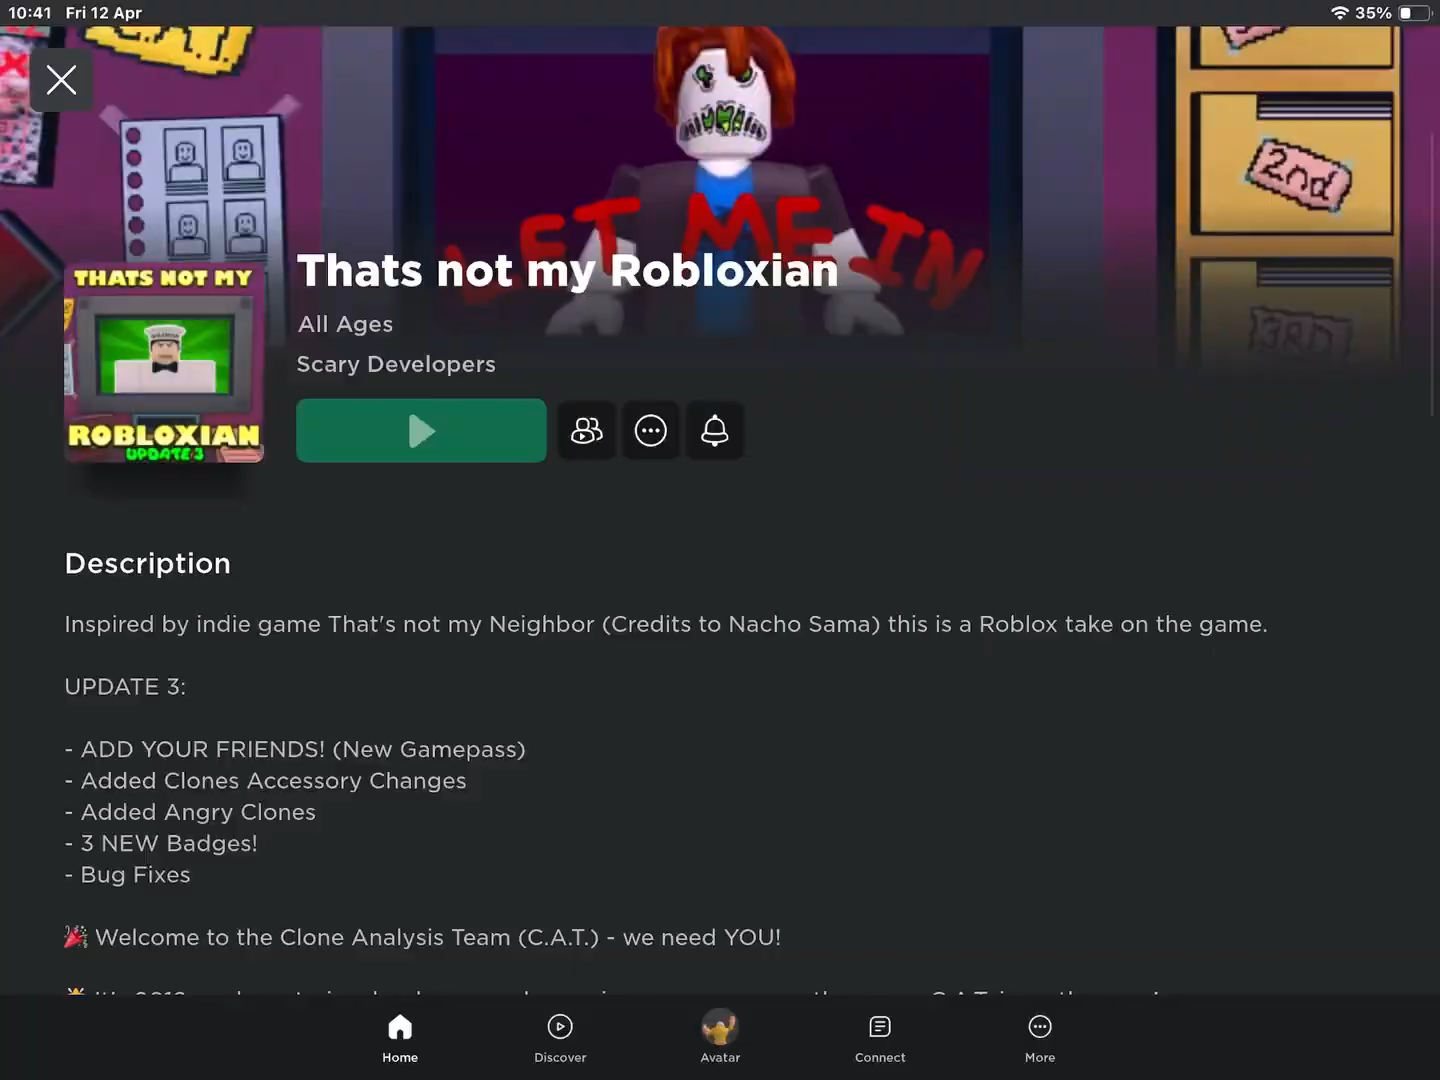 10:41 Fri 12 Apr
35%
2nd
LET ME IN
THATS NOT MY
ROBLOXIAN
UPDATE 3
Thats not my Robloxian
All Ages
Scary Developers
Description
Inspired by indie game That's not my Neighbor (Credits to Nacho Sama) this is a Roblox take on the game.
UPDATE 3:
- ADD YOUR FRIENDS! (New Gamepass)
- Added Clones Accessory Changes
- Added Angry Clones
- 3 NEW Badges!
- Bug Fixes
🎉 Welcome to the Clone Analysis Team (C.A.T.) - we need YOU!
Home
Discover
Avatar
Connect
More